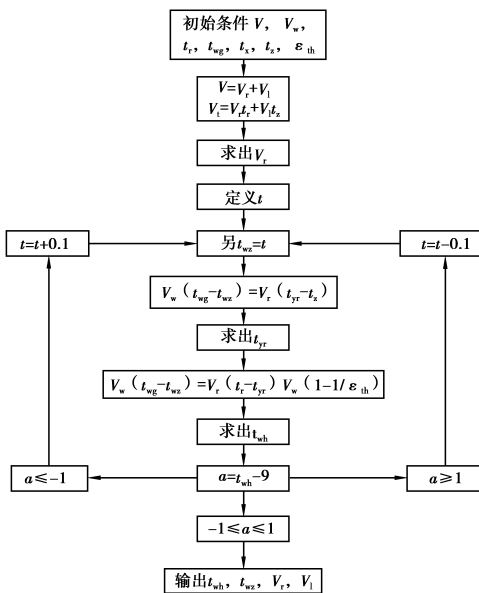 初始条件 V, V_w,
t_r, t_wg, t_x, t_z, ε_th
V=V_r+V_l
V_t=V_rt_r+V_lt_z
求出V_r
定义t
t=t+0.1
另t_wz=t
t=t-0.1
V_w(t_wg-t_wz)=V_r(t_yr-t_z)
求出t_yr
V_w(t_wg-t_wz)=V_r(t_r-t_yr)V_w(1-1/ε_th)
求出t_wh
a≤-1
a=t_wh-9
a≥1
-1≤a≤1
输出t_wh, t_wz, V_r, V_l